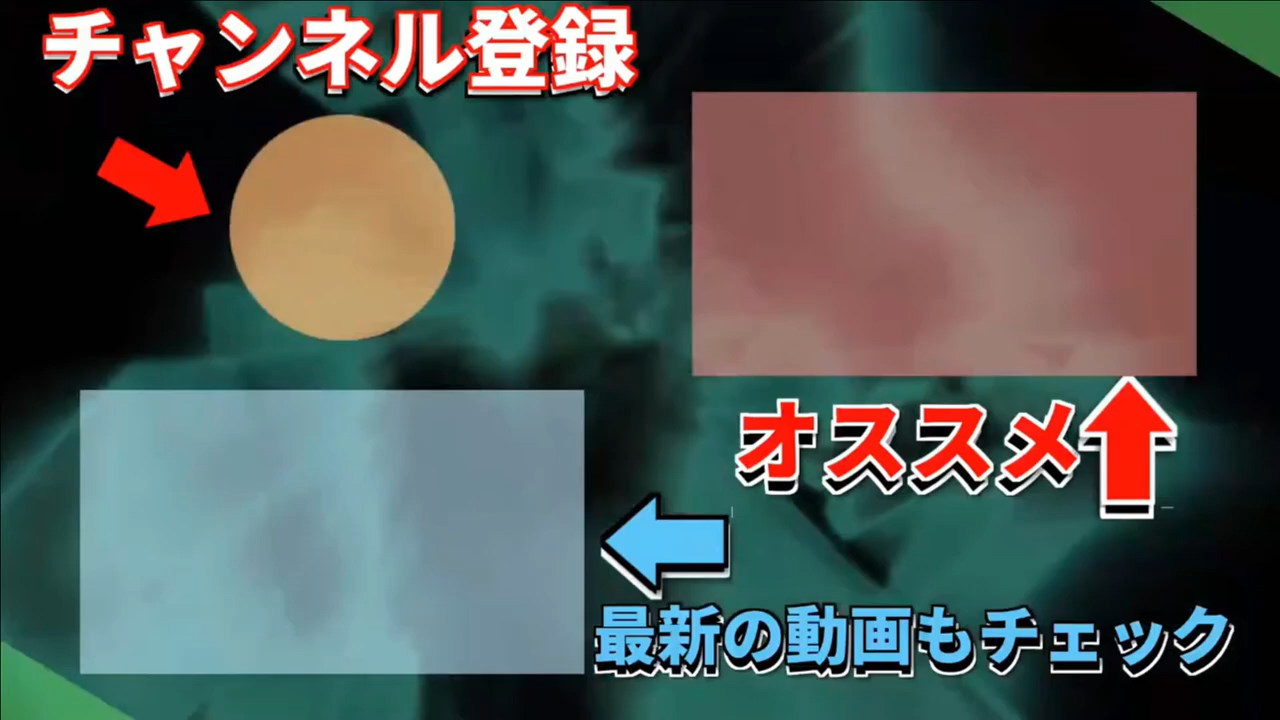 チャンネル登録
オススメ
最新の動画もチェック